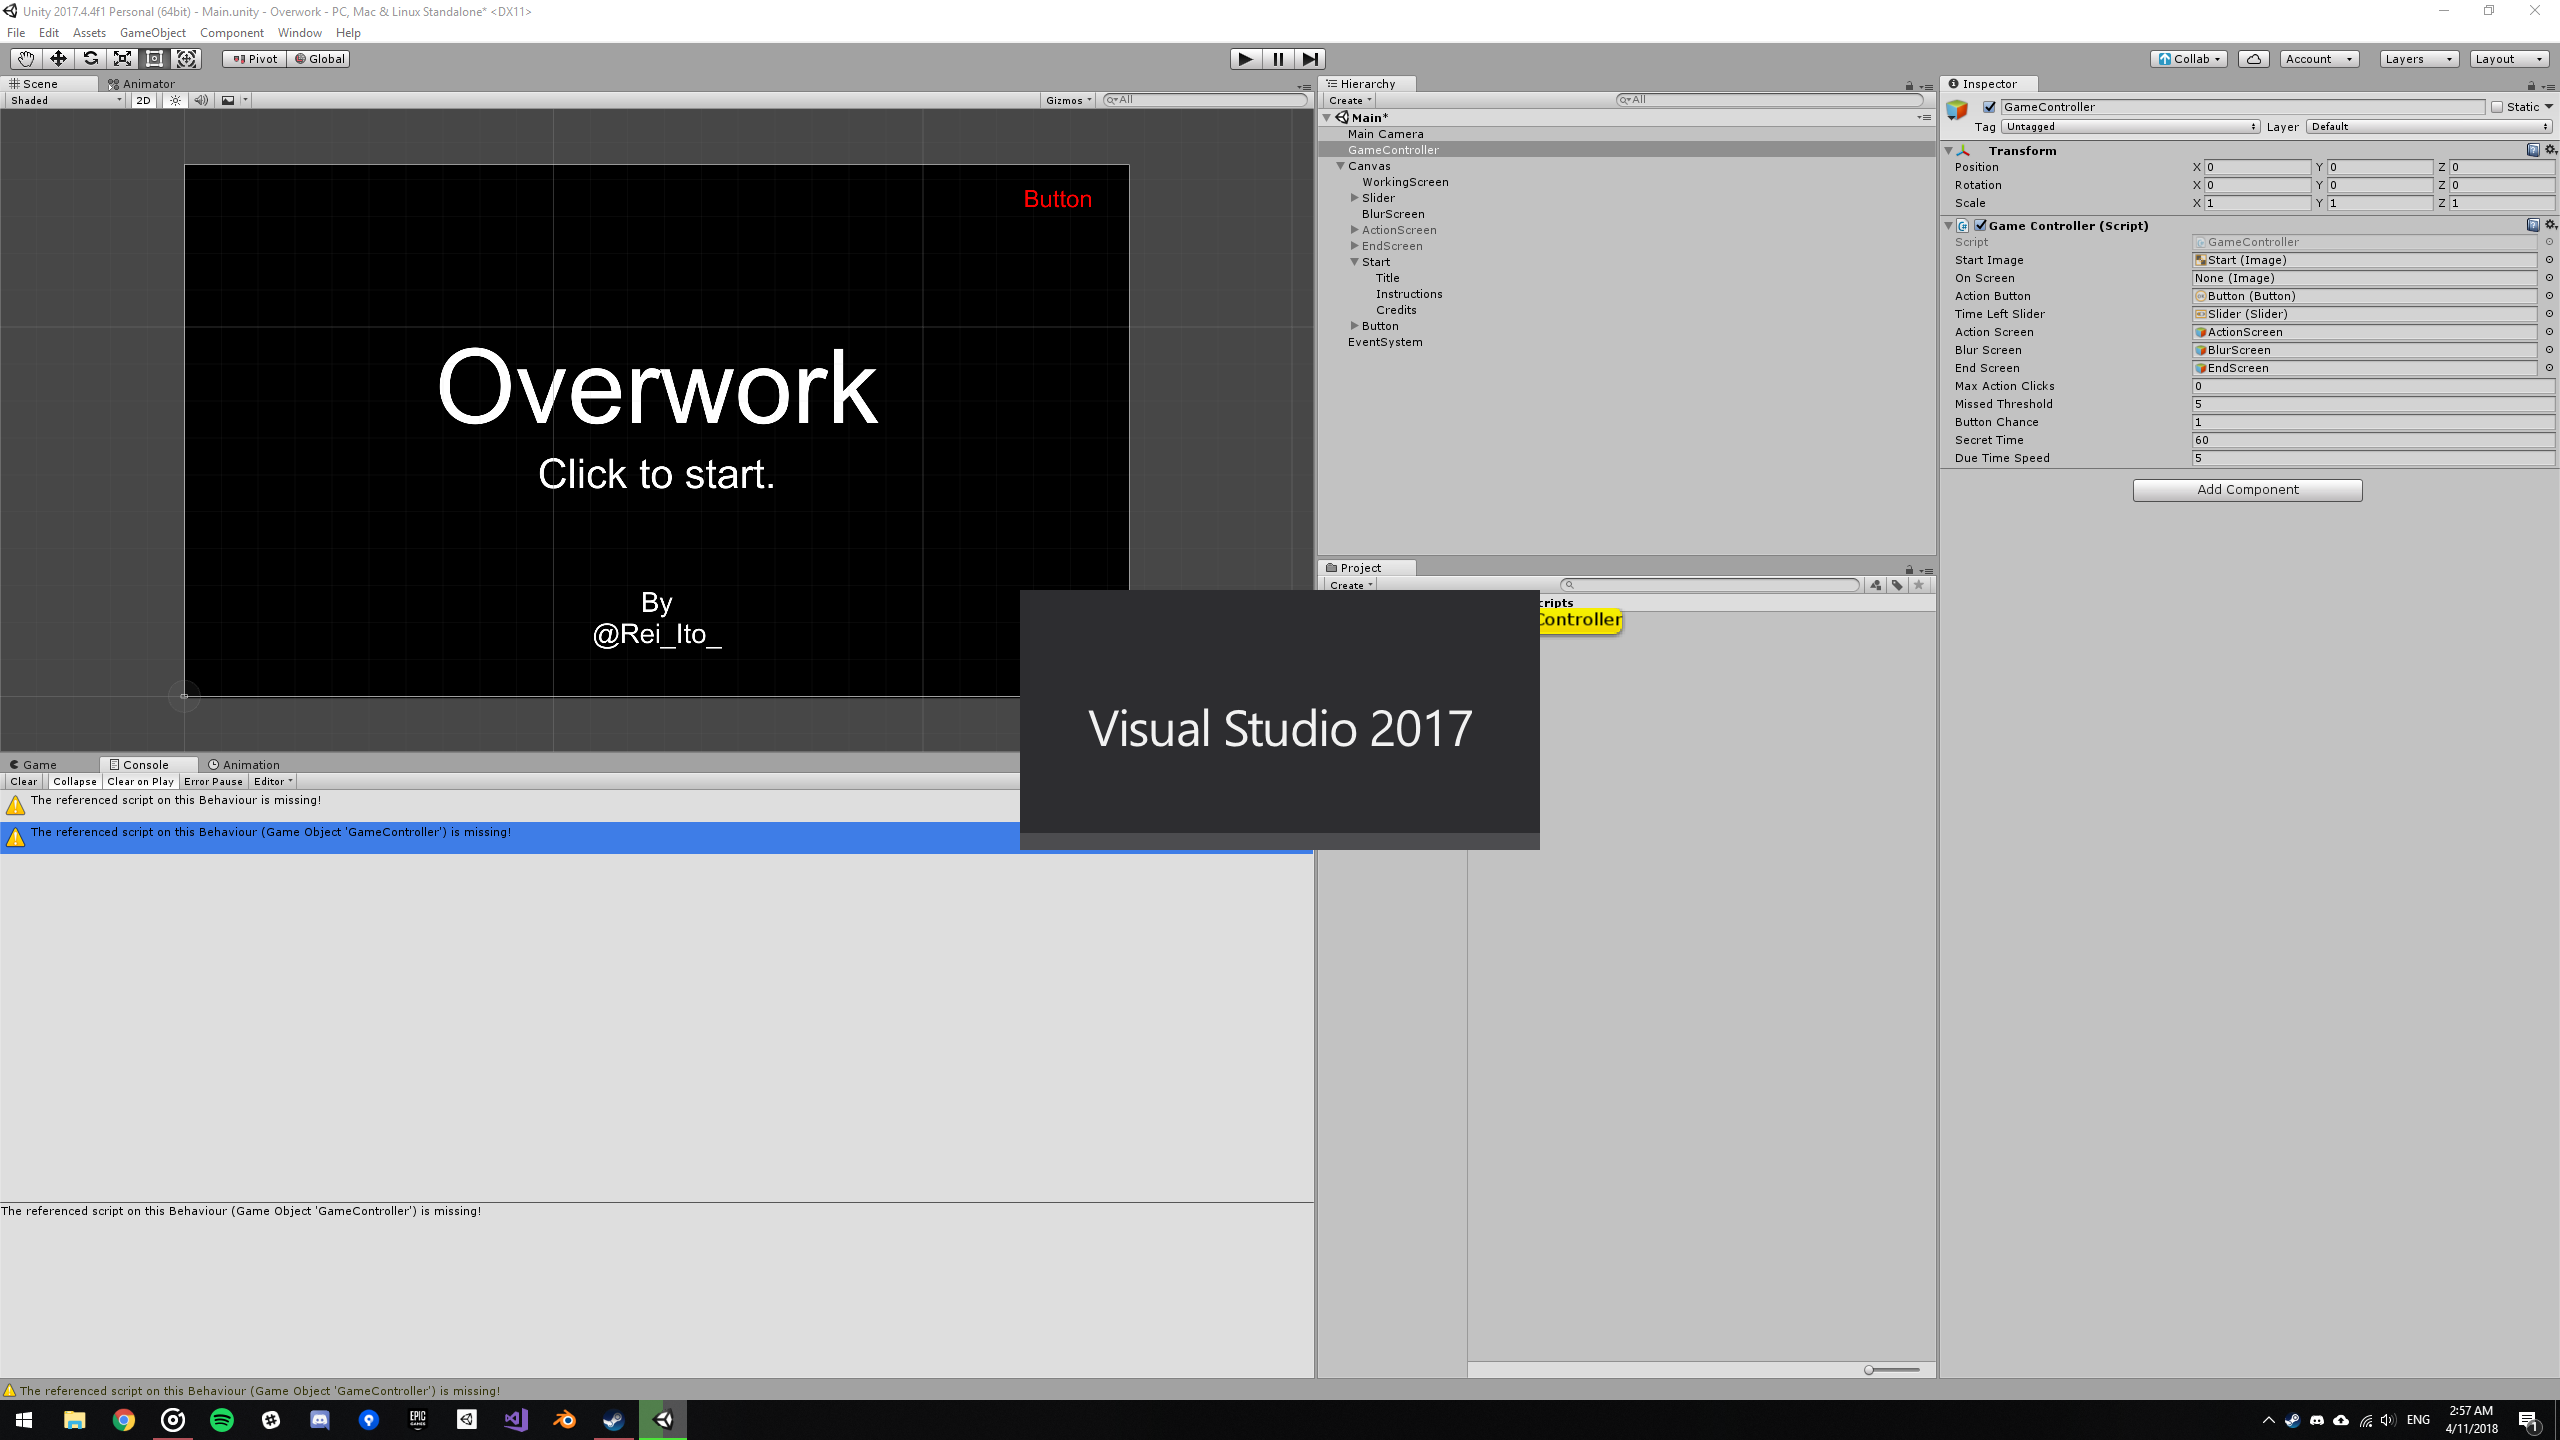 Unity 2017.4.4f1 Personal (64bit) - Main.unity - Overwork - PC, Mac & Linux Standalone* <DX11>
File Edit Assets GameObject Component Window Help
Pivot Global Collab Account Layers Layout
Scene Animator
Shaded 2D Gizmos All
Button
Overwork
Click to start.
By
@Rei_Ito_
Hierarchy
Create All
Main*
Main Camera
GameController
Canvas
WorkingScreen
Slider
BlurScreen
ActionScreen
EndScreen
Start
Title
Instructions
Credits
Button
EventSystem
Project
Create
cripts
Controller
Inspector
GameController Static
Tag Untagged Layer Default
Transform
Position X 0 Y 0 Z 0
Rotation X 0 Y 0 Z 0
Scale X 1 Y 1 Z 1
Game Controller (Script)
Script GameController
Start Image Start (Image)
On Screen None (Image)
Action Button Button (Button)
Time Left Slider Slider (Slider)
Action Screen ActionScreen
Blur Screen BlurScreen
End Screen EndScreen
Max Action Clicks 0
Missed Threshold 5
Button Chance 1
Secret Time 60
Due Time Speed 5
Add Component
Visual Studio 2017
Game Console Animation
Clear Collapse Clear on Play Error Pause Editor
The referenced script on this Behaviour is missing!
The referenced script on this Behaviour (Game Object 'GameController') is missing!
The referenced script on this Behaviour (Game Object 'GameController') is missing!
The referenced script on this Behaviour (Game Object 'GameController') is missing!
EPIC GAMES
ENG
2:57 AM
4/11/2018
1